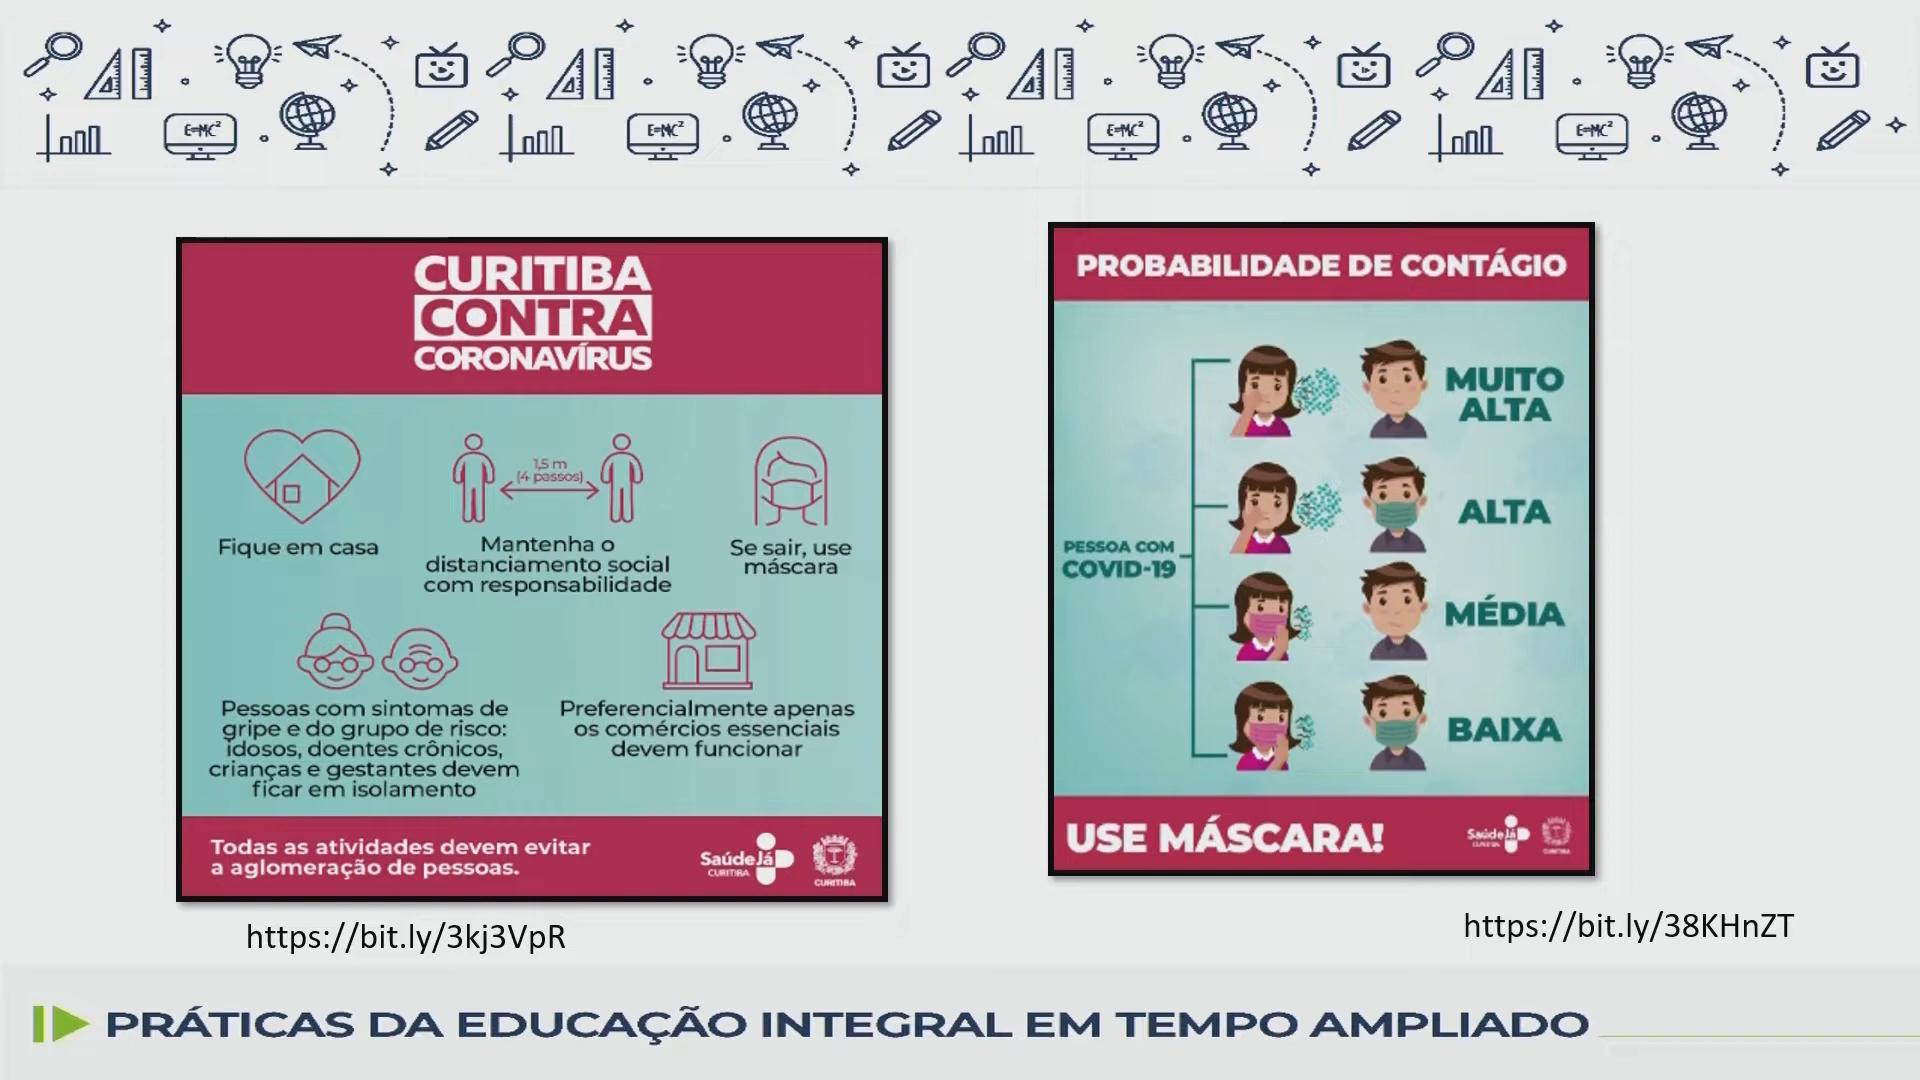 E=MC²
E=MC²
E=MC²
E=MC²
CURITIBA
CONTRA
CORONAVÍRUS
1,5 m
(4 passos)
Fique em casa
Mantenha o
distanciamento social
com responsabilidade
Se sair, use
máscara
Pessoas com sintomas de
gripe e do grupo de risco:
idosos, doentes crônicos,
crianças e gestantes devem
ficar em isolamento
Preferencialmente apenas
os comércios essenciais
devem funcionar
Todas as atividades devem evitar
a aglomeração de pessoas.
SaúdeJá
CURITIBA
CURITIBA
https://bit.ly/3kj3VpR
PROBABILIDADE DE CONTÁGIO
PESSOA COM
COVID-19
MUITO
ALTA
ALTA
MÉDIA
BAIXA
USE MÁSCARA!
SaúdeJá
CURITIBA
CURITIBA
https://bit.ly/38KHnZT
PRÁTICAS DA EDUCAÇÃO INTEGRAL EM TEMPO AMPLIADO